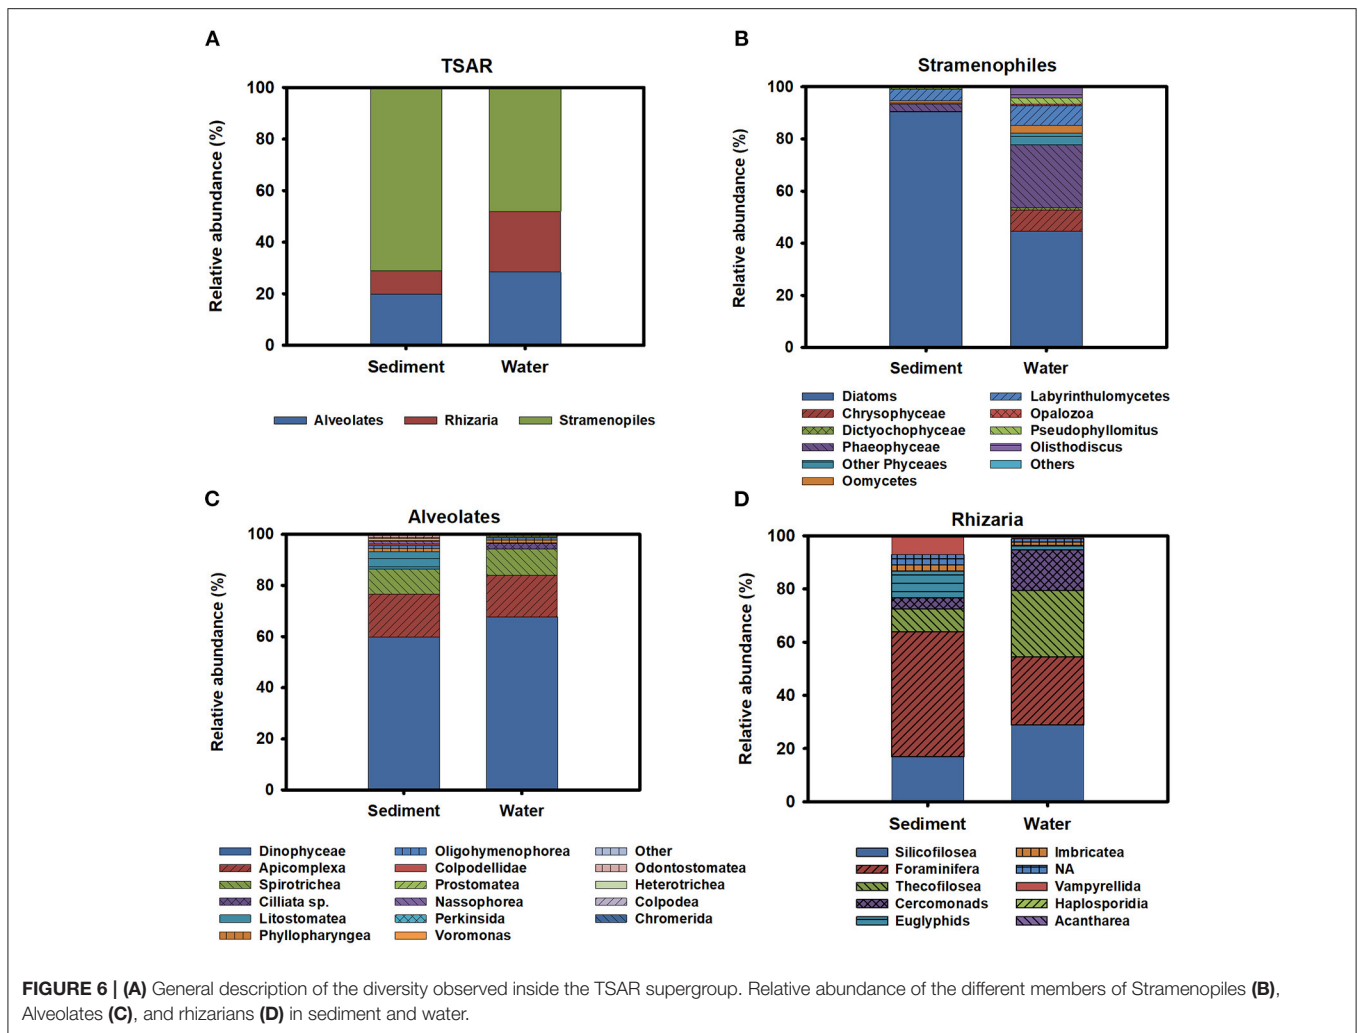 A
TSAR
Relative abundance (%)
100
80
60
40
20
0
Sediment Water
Alveolates Rhizaria Stramenopiles
B
Stramenophiles
Relative abundance (%)
100
80
60
40
20
0
Sediment Water
Diatoms Labyrinthulomycetes
Chrysophyceae Opalozoa
Dictyochophyceae Pseudophyllomitus
Phaeophyceae Olisthodiscus
Other Phyceaes Others
Oomycetes
C
Alveolates
Relative abundance (%)
100
80
60
40
20
0
Sediment Water
Dinophyceae Oligohymenophorea Other
Apicomplexa Colpodellidae Odontostomatea
Spirotrichea Prostomatea Heterotrichea
Cilliata sp. Nassophorea Colpodea
Litostomatea Perkinsida Chromerida
Phyllopharyngea Voromonas
D
Rhizaria
Relative abundance (%)
100
80
60
40
20
0
Sediment Water
Silicofilosea Imbricatea
Foraminifera NA
Thecofilosea Vampyrellida
Cercomonads Haplosporidia
Euglyphids Acantharea
FIGURE 6 | (A) General description of the diversity observed inside the TSAR supergroup. Relative abundance of the different members of Stramenopiles (B),
Alveolates (C), and rhizarians (D) in sediment and water.